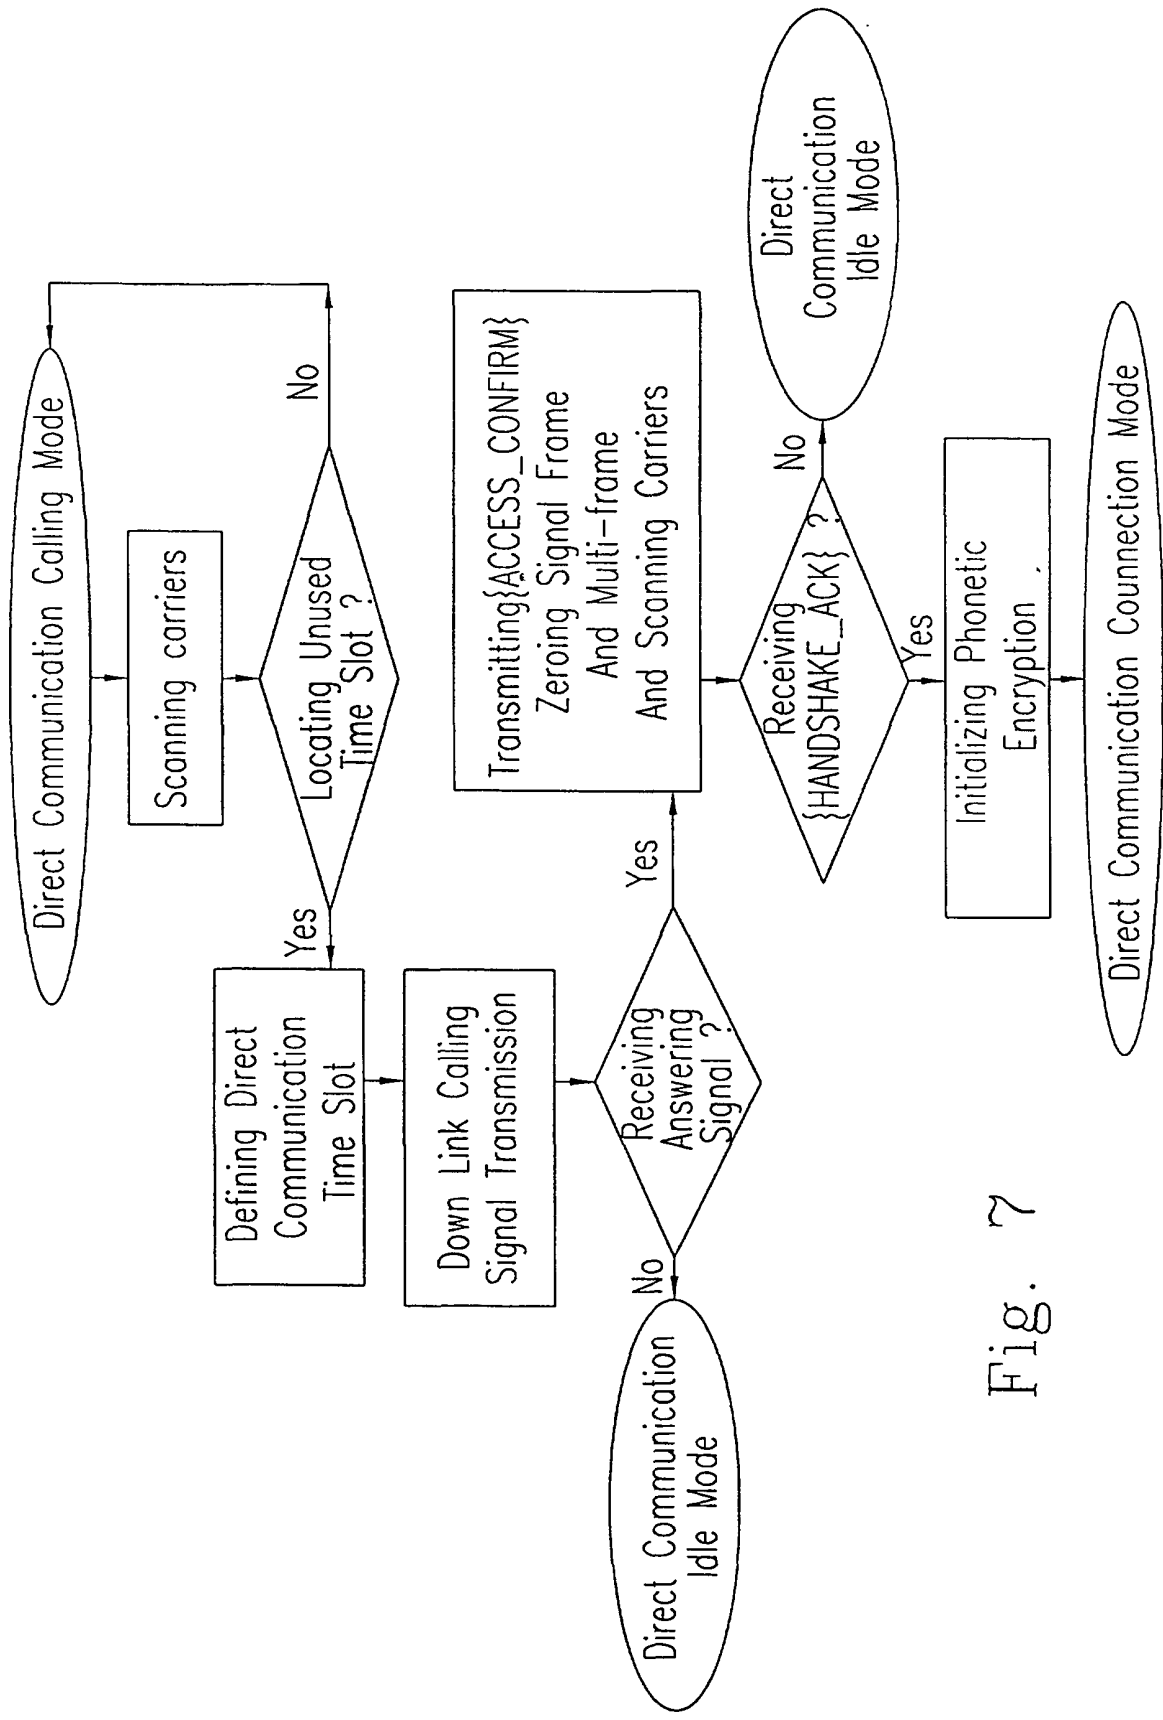 Direct Communication Calling Mode
Scanning carriers
Locating Unused
Time Slot ?
No
Yes
Defining Direct
Communication
Time Slot
Down Link Calling
Signal Transmission
Receiving
Answering
Signal ?
No
Direct Communication
Idle Mode
Yes
Transmitting{ACCESS_CONFIRM}
Zeroing Signal Frame
And Multi-frame
And Scanning Carriers
Receiving
{HANDSHAKE_ACK} ?
No
Direct
Communication
Idle Mode
Yes
Initializing Phonetic
Encryption
Direct Communication Counnection Mode
Fig. 7